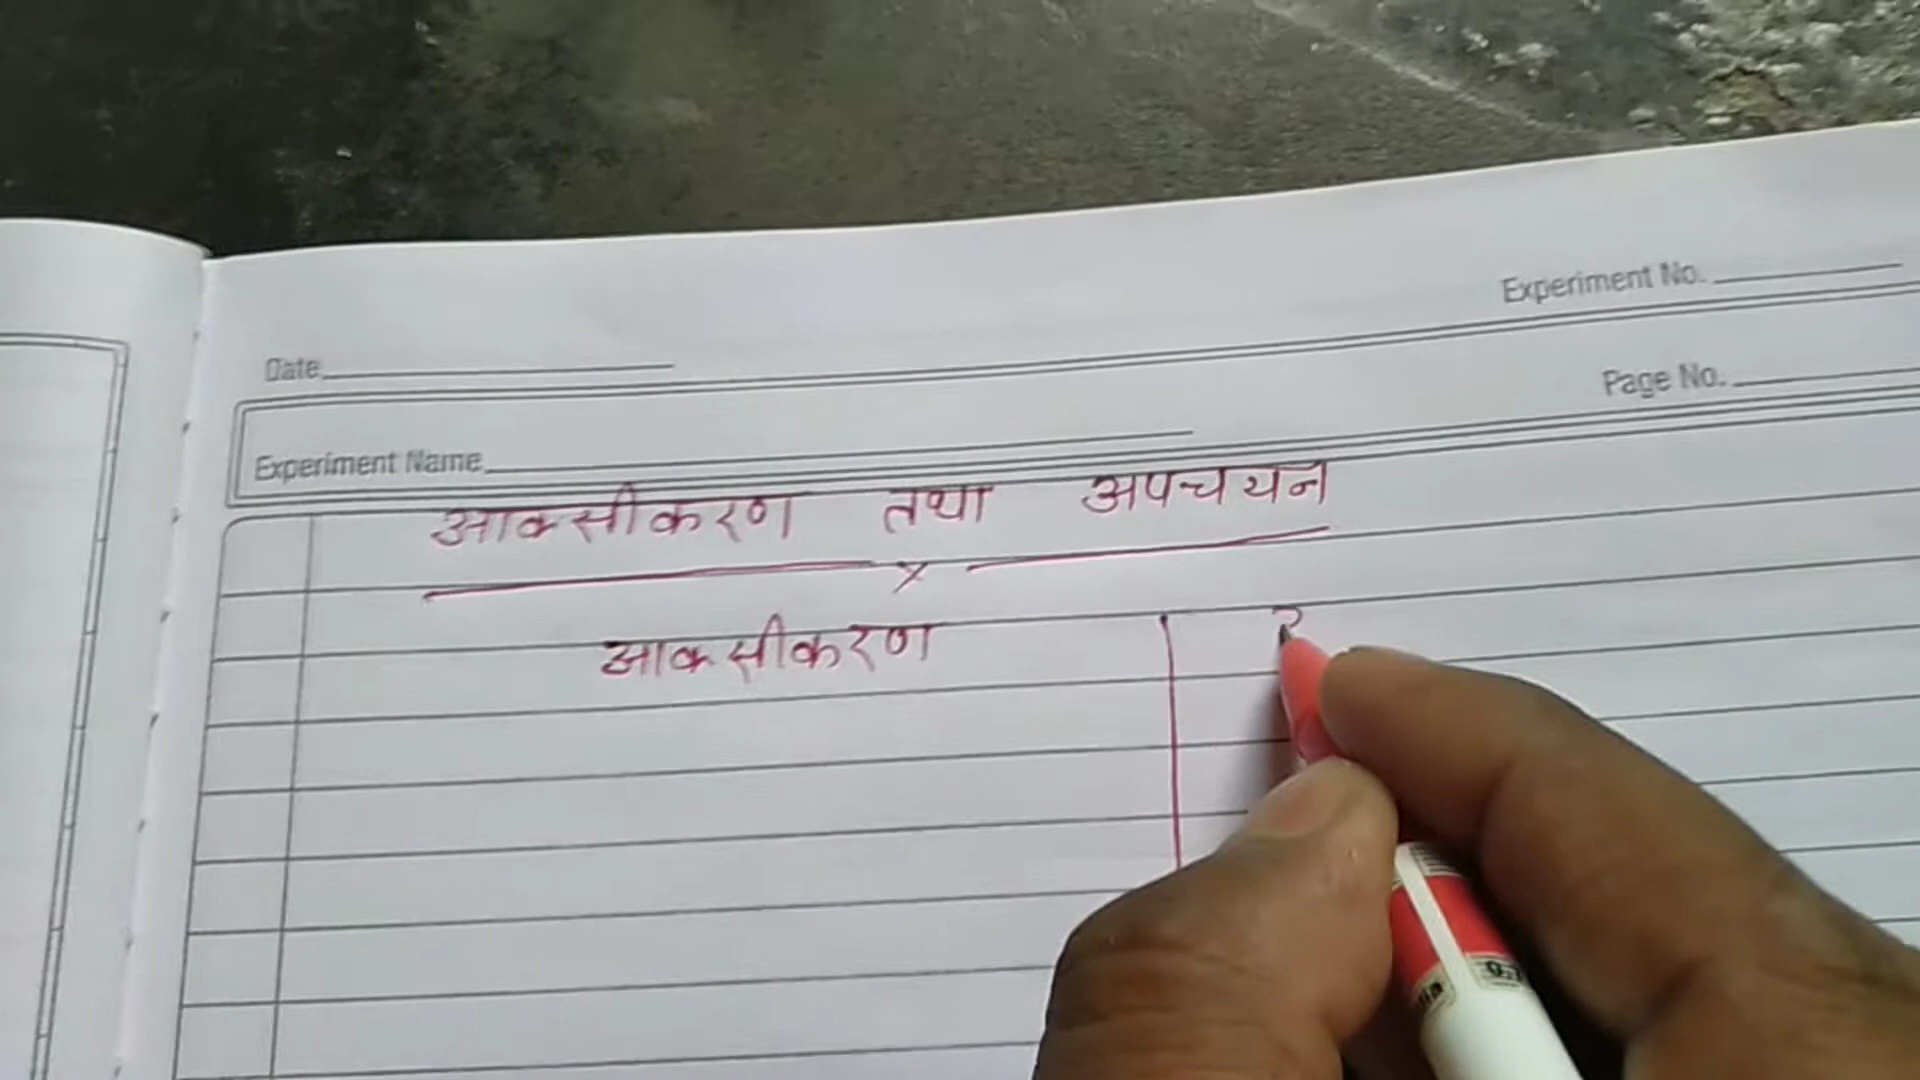 Experiment No.
Date
Page No.
Experiment Name
आक्सीकरण तथा अपचयन
x
आक्सीकरण